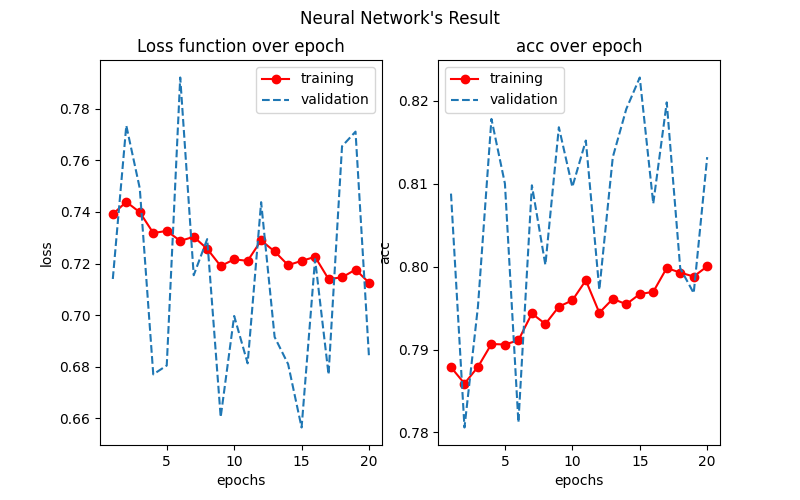 Neural Network's Result
Loss function over epoch
training
validation
0.78
0.76
0.74
0.72
0.70
0.68
0.66
loss
5
10
15
20
epochs
acc over epoch
training
validation
0.82
0.81
0.80
0.79
0.78
acc
5
10
15
20
epochs